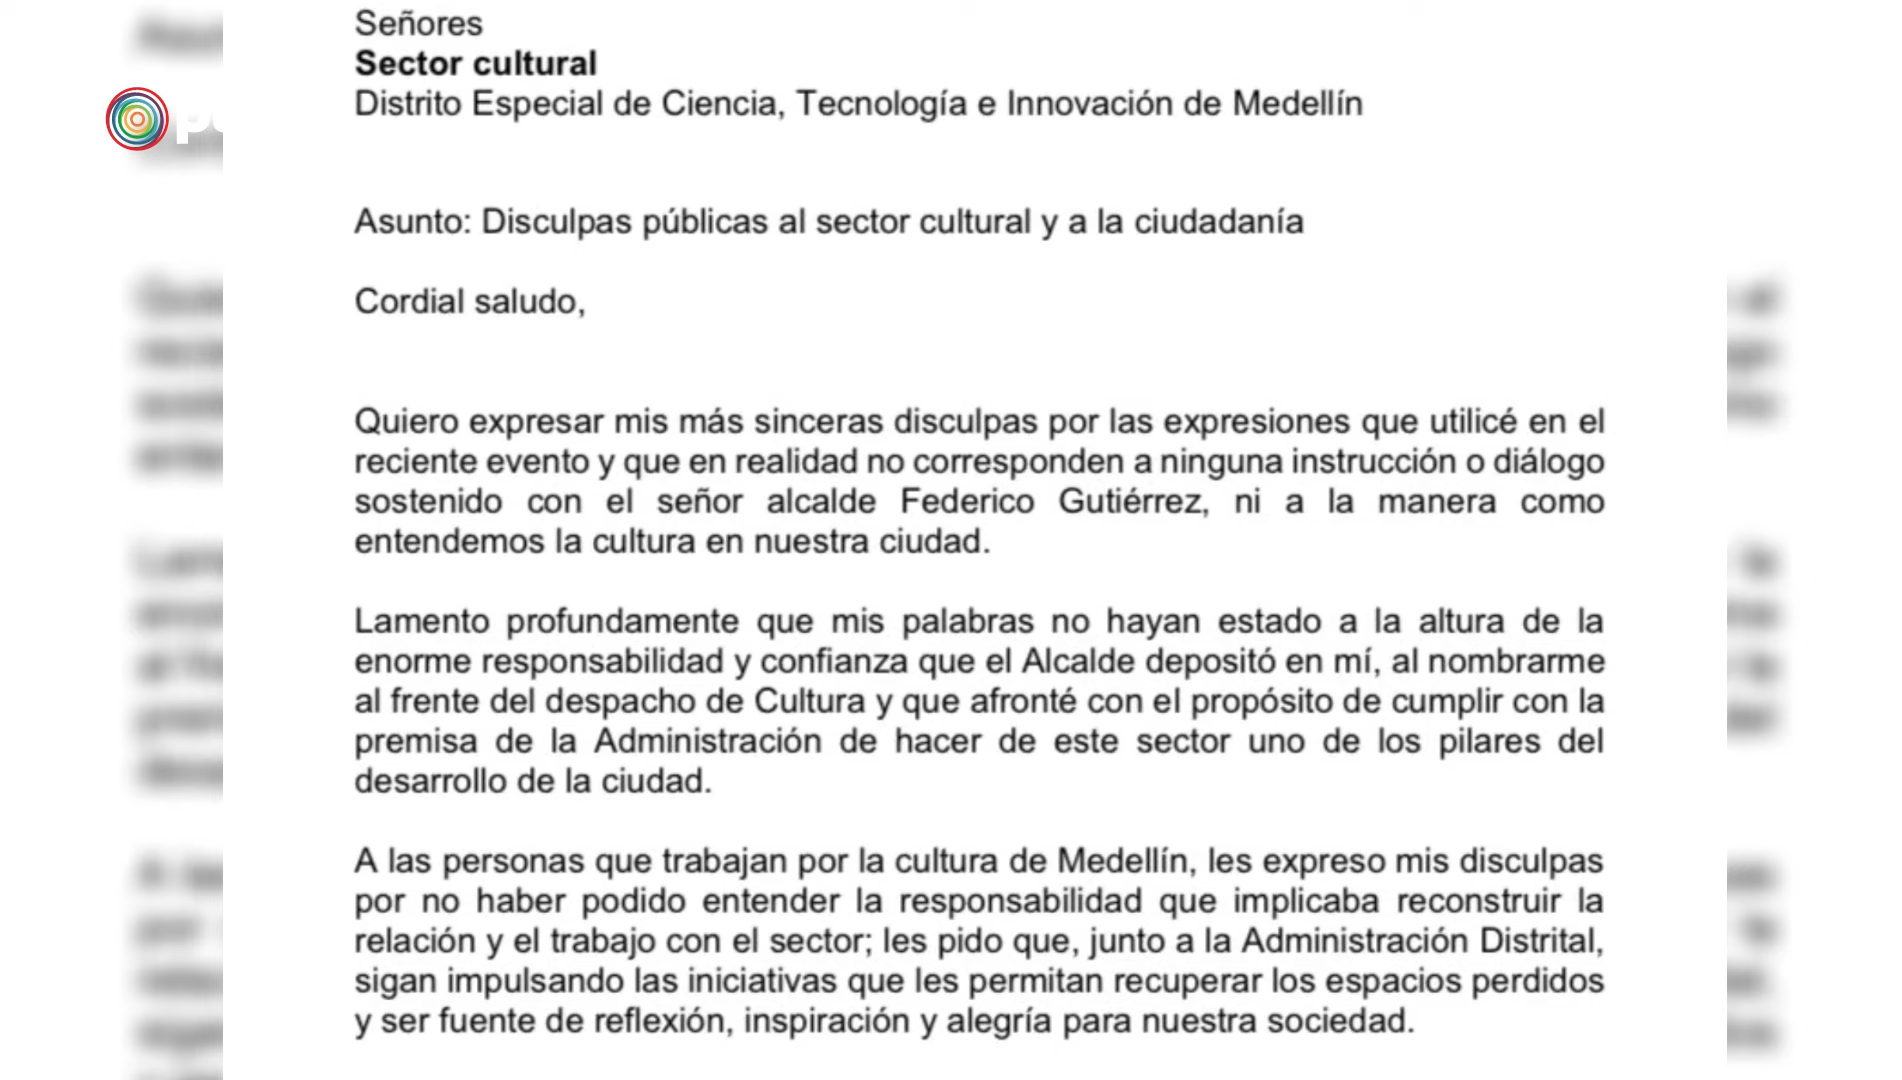 Señores
Sector cultural
Distrito Especial de Ciencia, Tecnología e Innovación de Medellín
Asunto: Disculpas públicas al sector cultural y a la ciudadanía
Cordial saludo,
Quiero expresar mis más sinceras disculpas por las expresiones que utilicé en el
reciente evento y que en realidad no corresponden a ninguna instrucción o diálogo
sostenido con el señor alcalde Federico Gutiérrez, ni a la manera como
entendemos la cultura en nuestra ciudad.
Lamento profundamente que mis palabras no hayan estado a la altura de la
enorme responsabilidad y confianza que el Alcalde depositó en mí, al nombrarme
al frente del despacho de Cultura y que afronté con el propósito de cumplir con la
premisa de la Administración de hacer de este sector uno de los pilares del
desarrollo de la ciudad.
A las personas que trabajan por la cultura de Medellín, les expreso mis disculpas
por no haber podido entender la responsabilidad que implicaba reconstruir la
relación y el trabajo con el sector; les pido que, junto a la Administración Distrital,
sigan impulsando las iniciativas que les permitan recuperar los espacios perdidos
y ser fuente de reflexión, inspiración y alegría para nuestra sociedad.